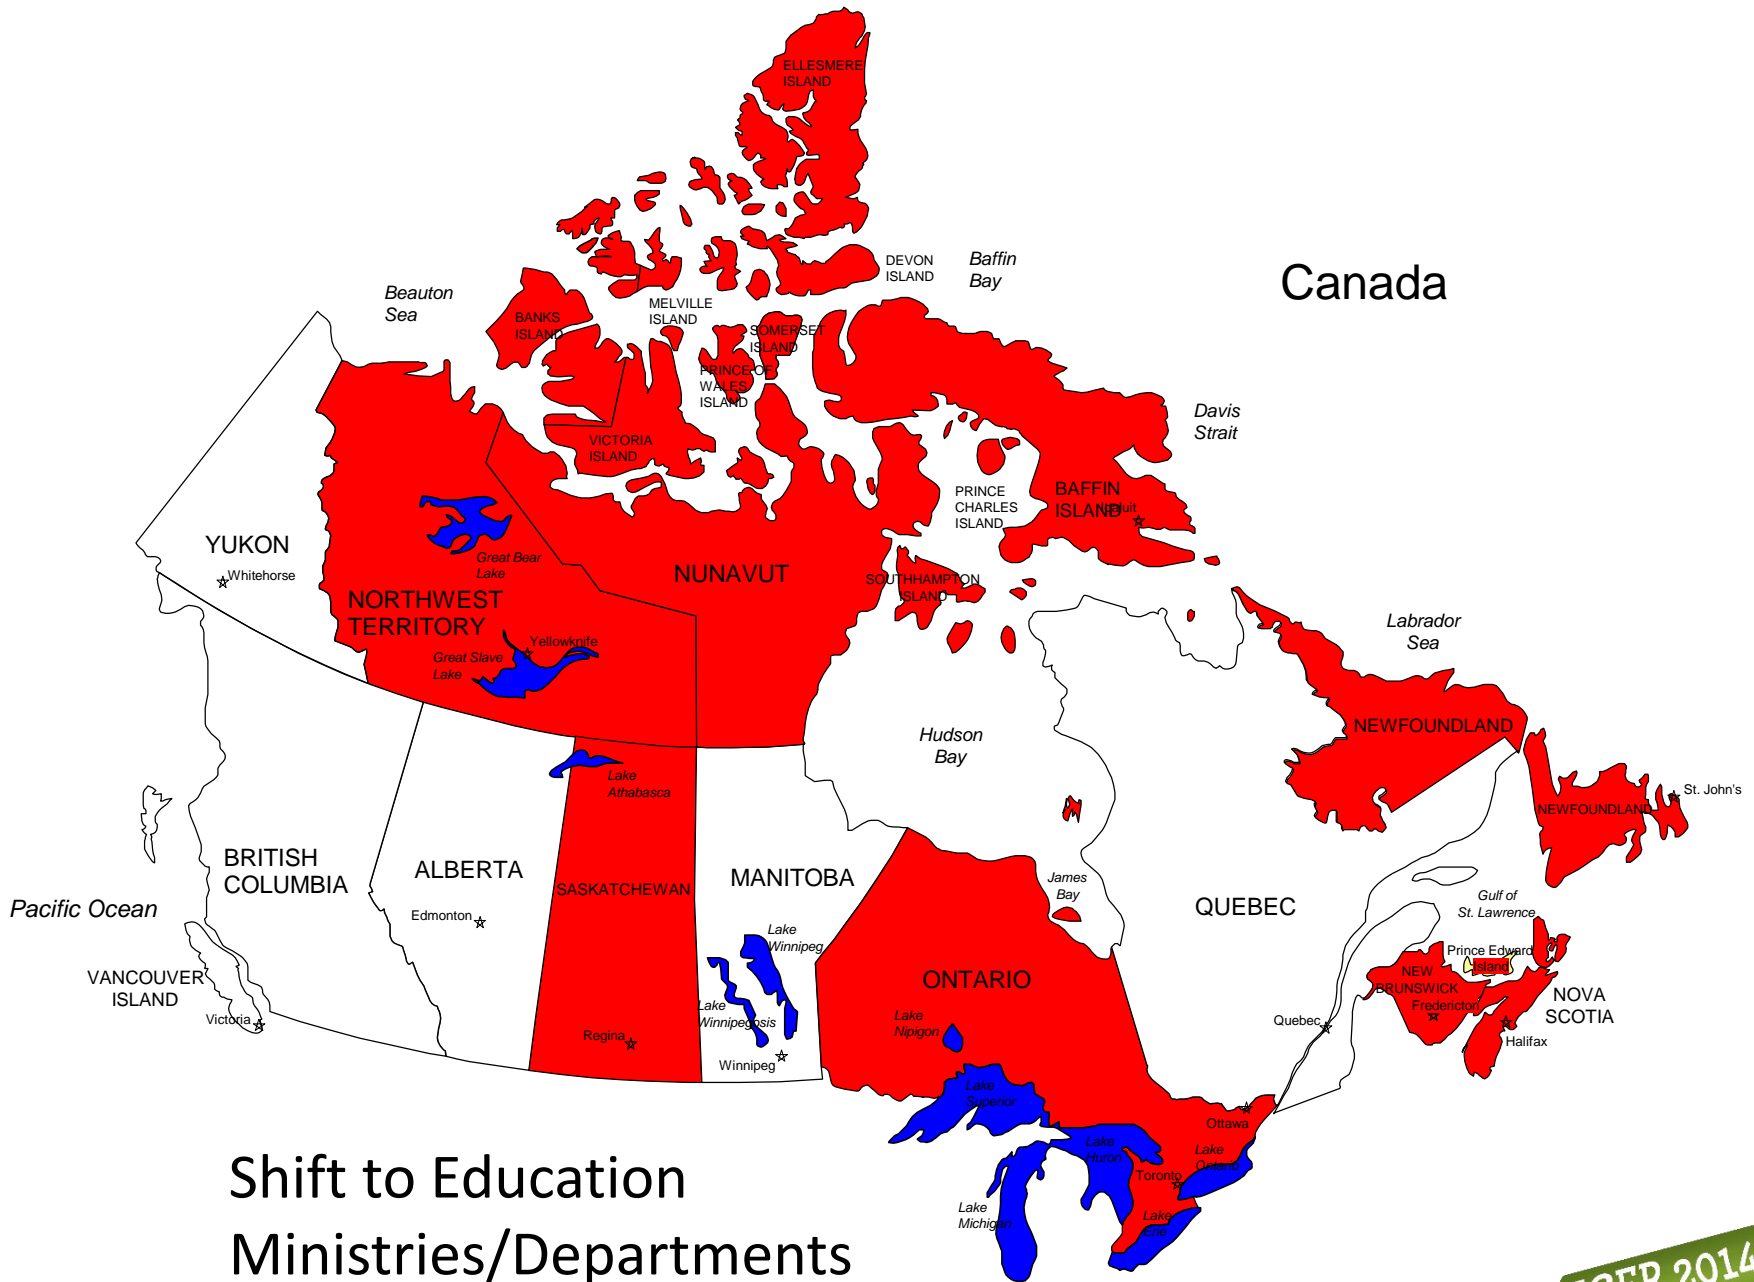 ELLESMERE
ISLAND
Canada
DEVON
ISLAND
Baffin
Bay
Beauton
Sea
MELVILLE
ISLAND
BANKS
ISLAND
SOMERSET
ISLAND
PRINCE OF
WALES
ISLAND
Davis
Strait
VICTORIA
ISLAND
PRINCE
CHARLES
ISLAND
BAFFIN
ISLAND
YUKON
Whitehorse
Great Bear
Lake
NUNAVUT
SOUTHHAMPTON
ISLAND
NORTHWEST
TERRITORY
Yellowknife
Great Slave
Lake
Labrador
Sea
NEWFOUNDLAND
Hudson
Bay
Lake
Athabasca
St. John's
NEWFOUNDLAND
BRITISH
COLUMBIA
ALBERTA
SASKATCHEWAN
MANITOBA
James
Bay
QUEBEC
Gulf of
St. Lawrence
Pacific Ocean
Edmonton
Lake
Winnipeg
Prince Edward
Island
VANCOUVER
ISLAND
ONTARIO
NEW
BRUNSWICK
Fredericton
NOVA
SCOTIA
Victoria
Lake
Winnipegosis
Lake
Nipigon
Quebec
Regina
Winnipeg
Halifax
Lake
Superior
Ottawa
Lake
Huron
Lake
Ontario
Toronto
Lake
Michigan
Lake
Erie
Shift to Education
Ministries/Departments
2014